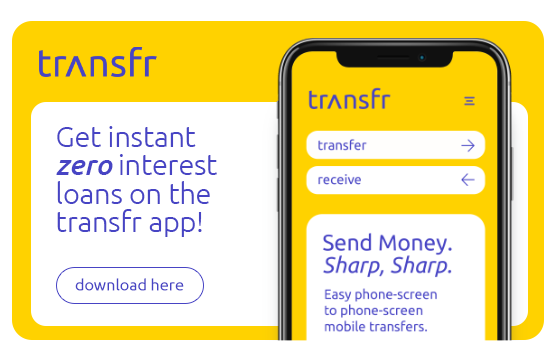 transfr
Get instant
zero interest
loans on the
transfr app!
download here
transfr
transfer
receive
Send Money.
Sharp, Sharp.
Easy phone-screen
to phone-screen
mobile transfers.